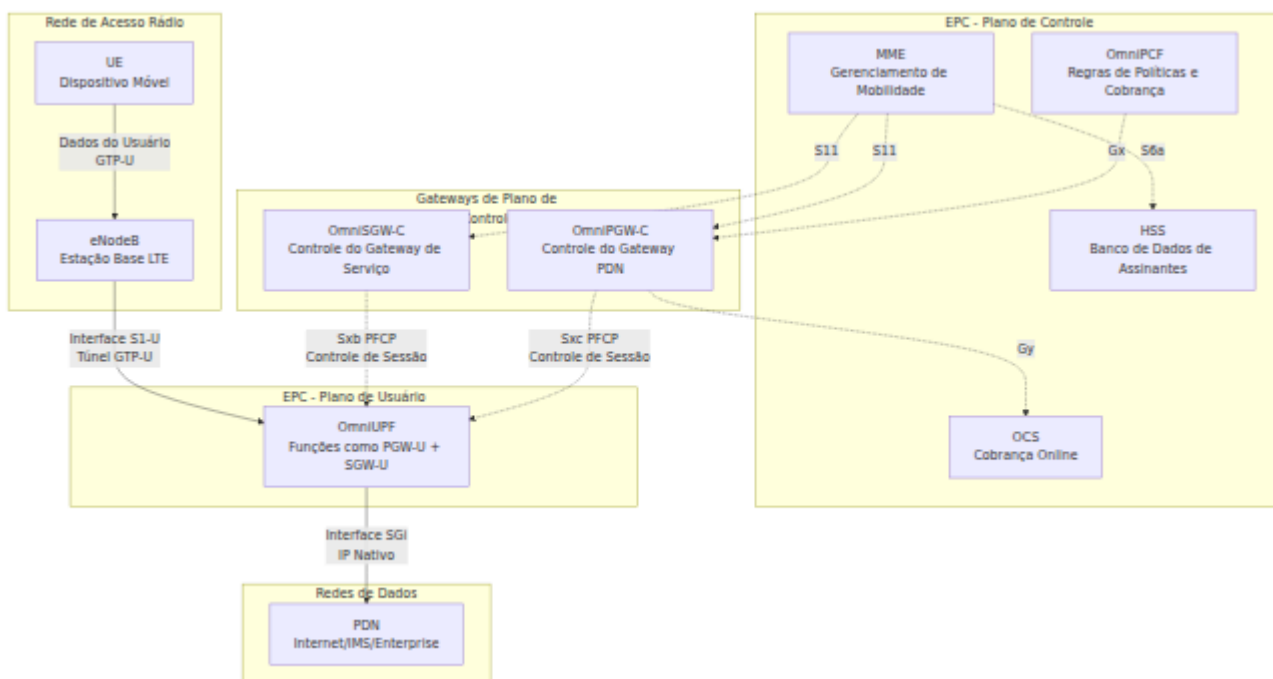 Rede de Acesso Rádio
UE
Dispositivo Móvel
Dados do Usuário
GTP-U
eNodeB
Estação Base LTE
Interface S1-U
Túnel GTP-U
EPC - Plano de Controle
MME
Gerenciamento de
Mobilidade
OmniPCF
Regras de Políticas e
Cobrança
S11
S11
Gx
S6a
HSS
Banco de Dados de
Assinantes
Gateways de Plano de
OmniSGW-C
Controle do Gateway de
Serviço
OmniPGW-C
Controle do Gateway
PDN
Sxb PFCP
Controle de Sessão
Sxc PFCP
Controle de Sessão
Gy
OCS
Cobrança Online
EPC - Plano de Usuário
OmniUPF
Funções como PGW-U +
SGW-U
Interface SGi
IP Nativo
Redes de Dados
PDN
Internet/IMS/Enterprise